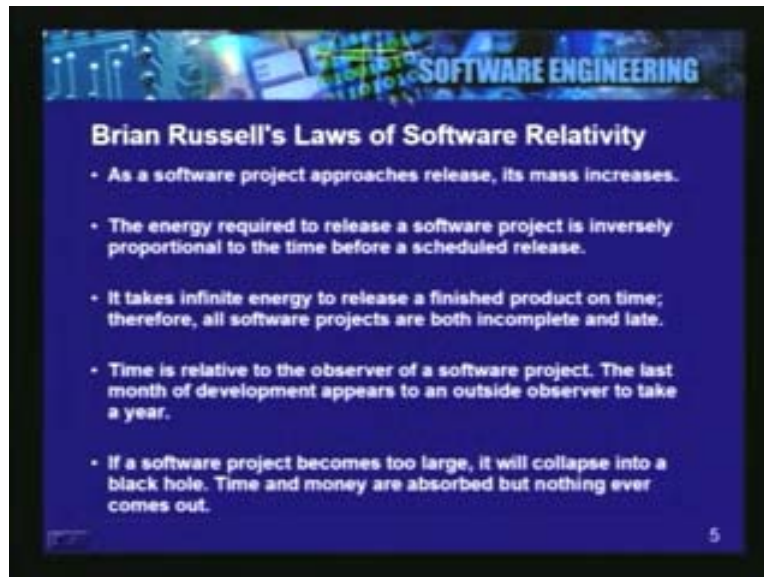 SOFTWARE ENGINEERING
Brian Russell's Laws of Software Relativity
• As a software project approaches release, its mass increases.
• The energy required to release a software project is inversely
proportional to the time before a scheduled release.
• It takes infinite energy to release a finished product on time;
therefore, all software projects are both incomplete and late.
• Time is relative to the observer of a software project. The last
month of development appears to an outside observer to take
a year.
• If a software project becomes too large, it will collapse into a
black hole. Time and money are absorbed but nothing ever
comes out.
5